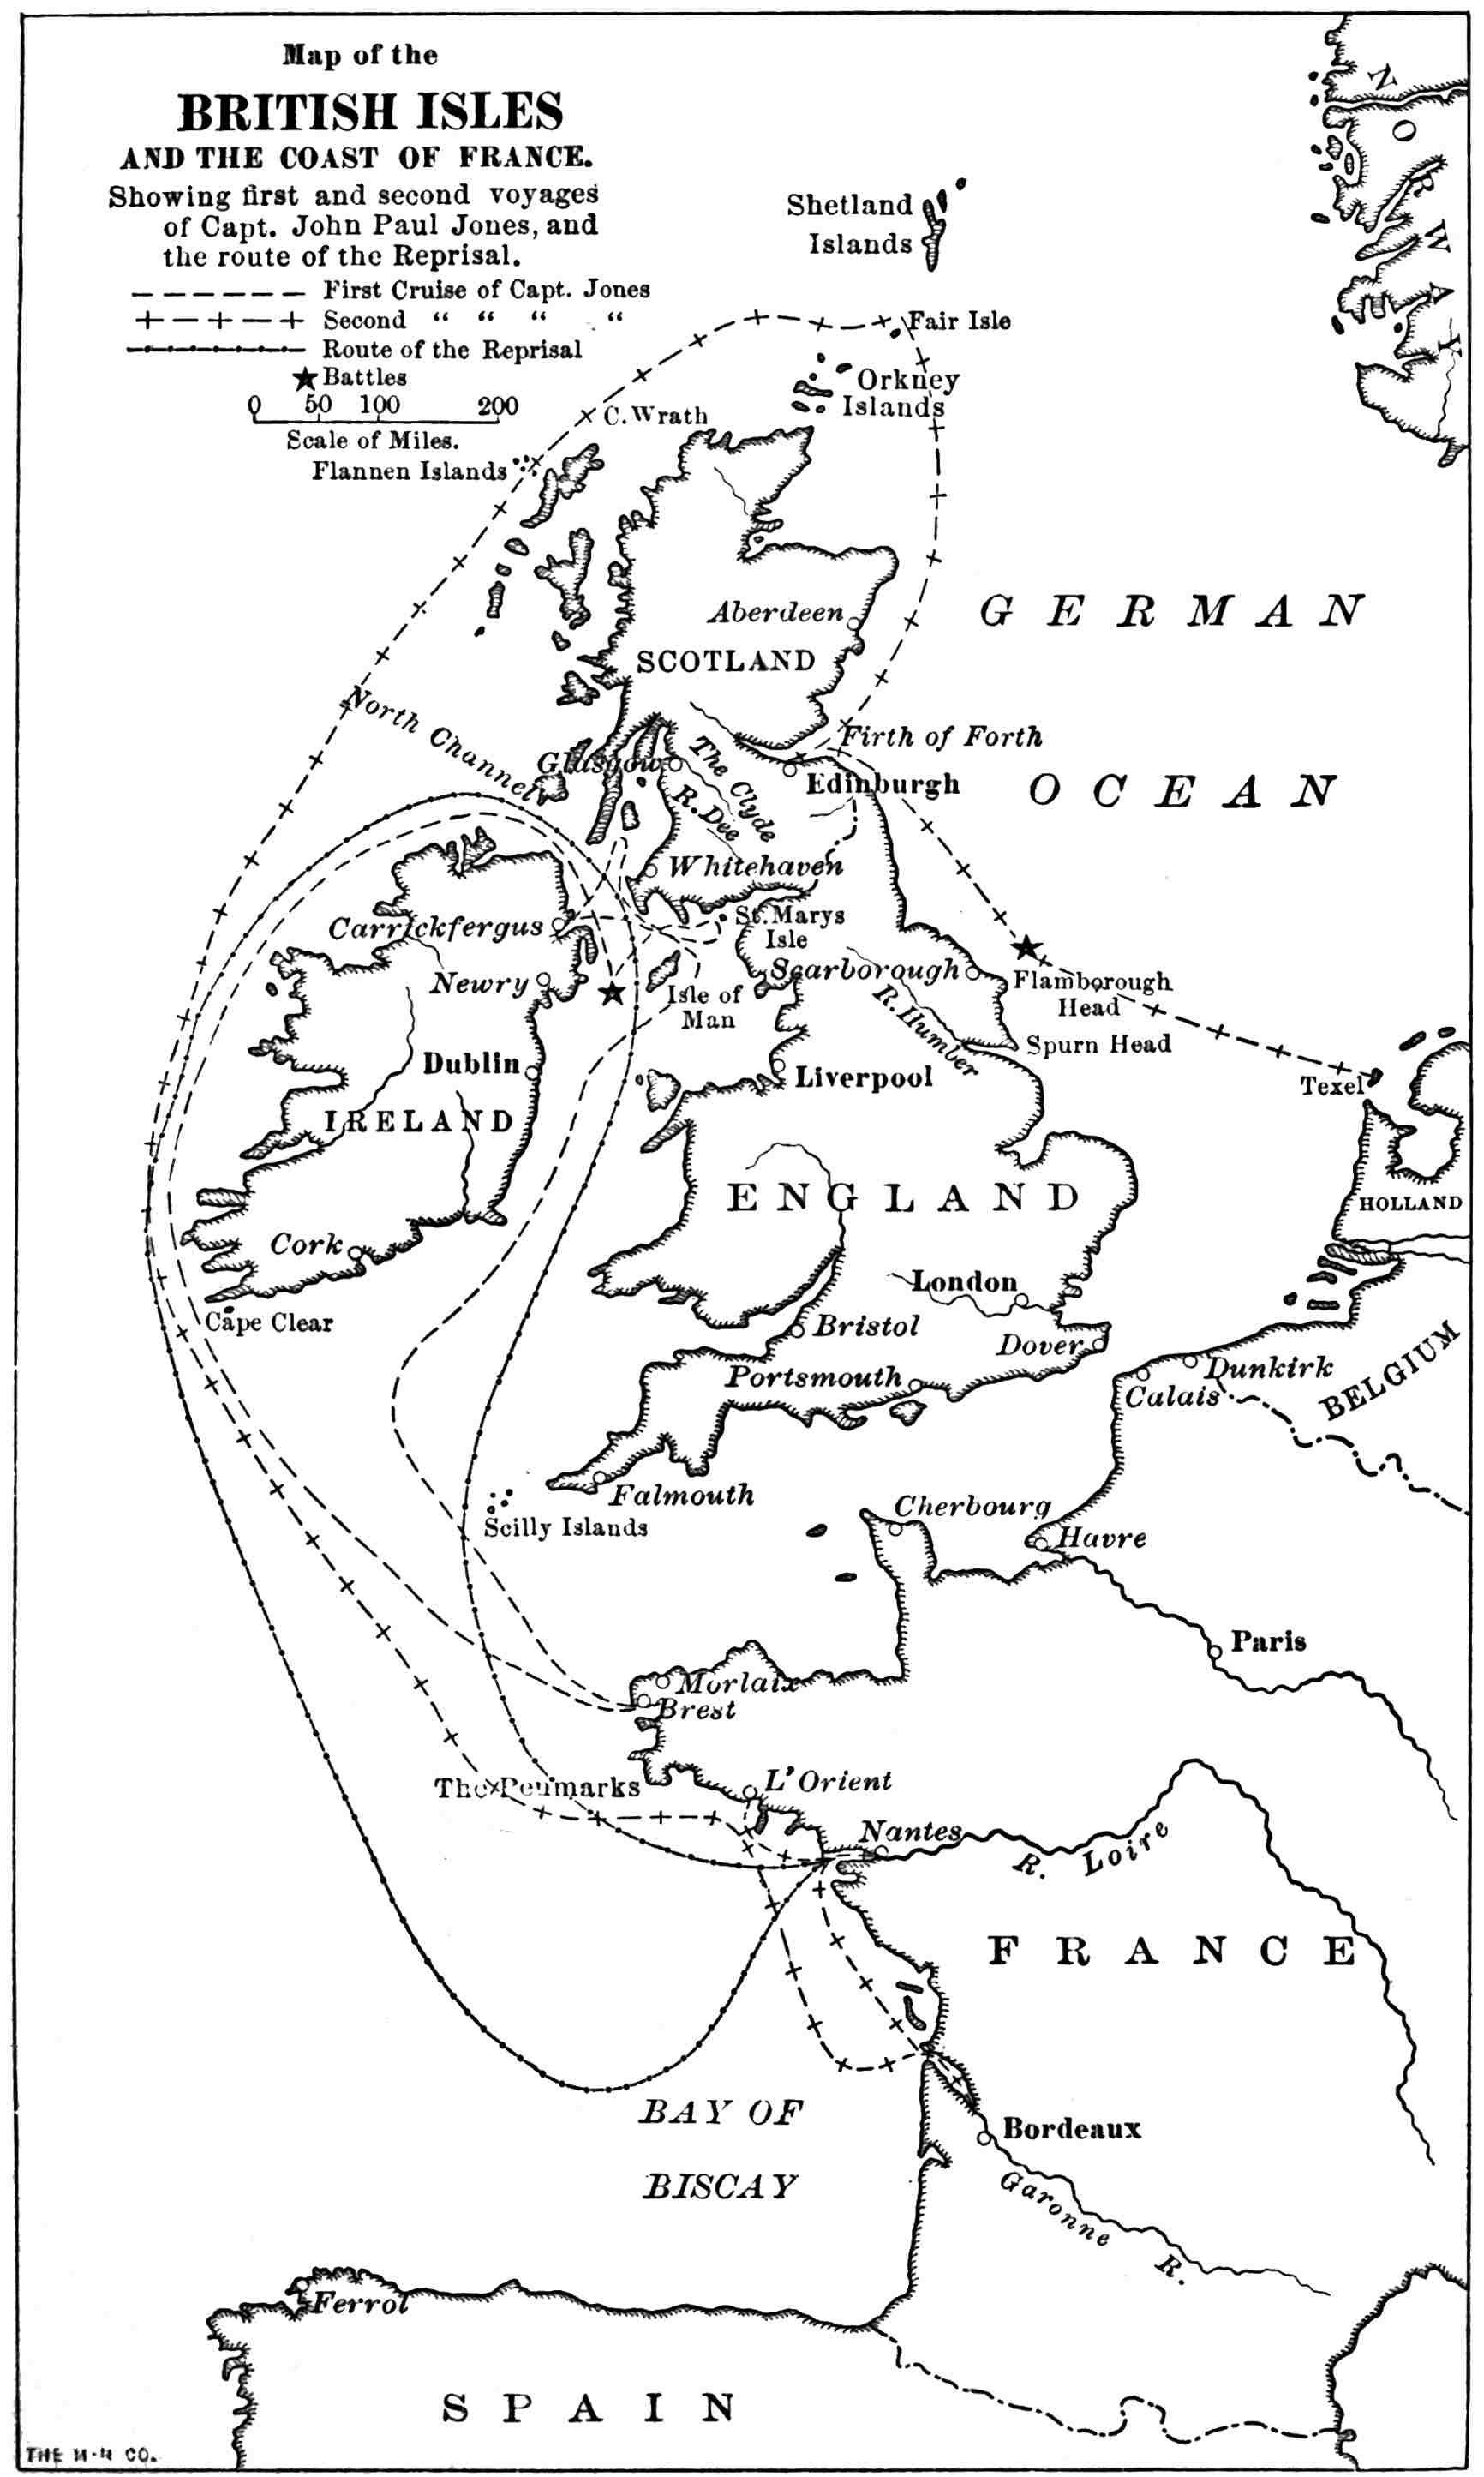 Map of the
BRITISH ISLES
AND THE COAST OF FRANCE.
Showing first and second voyages
of Capt. John Paul Jones, and
the route of the Reprisal.
First Cruise of Capt. Jones
Second " " " "
Route of the Reprisal
Battles
0 50 100 200
Scale of Miles.
Flannen Islands
C. Wrath
Shetland
Islands
Fair Isle
Orkney
Islands
NORWAY
Aberdeen
SCOTLAND
GERMAN
OCEAN
North Channel
Glasgow
The Clyde
R. Dee
Firth of Forth
Edinburgh
Whitehaven
Carrickfergus
St. Marys
Isle
Newry
Isle of
Man
Scarborough
Flamborough
Head
R. Humber
Spurn Head
Texel
Dublin
Liverpool
IRELAND
ENGLAND
HOLLAND
Cork
Cape Clear
London
Bristol
Dover
Portsmouth
Dunkirk
Calais
BELGIUM
Falmouth
Scilly Islands
Cherbourg
Havre
Paris
Morlaix
Brest
The Penmarks
L'Orient
Nantes
R. Loire
FRANCE
BAY OF
BISCAY
Bordeaux
Garonne R.
Ferrol
SPAIN
THE M.-N CO.